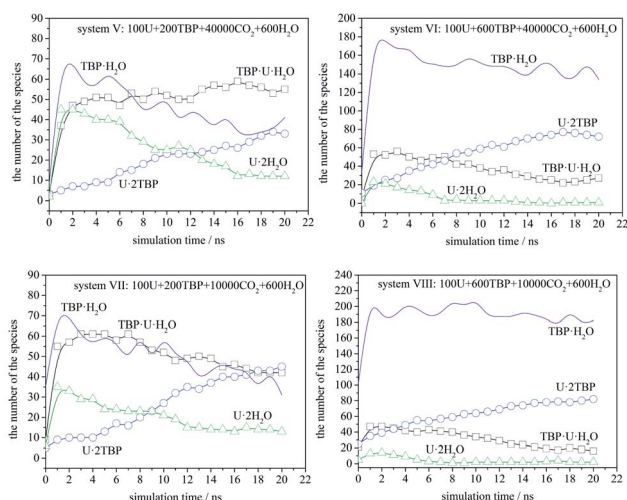 system V: 100U+200TBP+40000CO₂+600H₂O
90
80
70
60
50
40
30
20
10
0
TBP·H₂O
TBP·U·H₂O
U·2H₂O
U·2TBP
0 2 4 6 8 10 12 14 16 18 20 22
simulation time / ns
the number of the species
system VI: 100U+600TBP+40000CO₂+600H₂O
200
180
160
140
120
100
80
60
40
20
0
TBP·H₂O
U·2TBP
TBP·U·H₂O
U·2H₂O
0 2 4 6 8 10 12 14 16 18 20 22
simulation time / ns
the number of the species
system VII: 100U+200TBP+10000CO₂+600H₂O
90
80
70
60
50
40
30
20
10
0
TBP·H₂O
TBP·U·H₂O
U·2H₂O
U·2TBP
0 2 4 6 8 10 12 14 16 18 20 22
simulation time / ns
the number of the species
system VIII: 100U+600TBP+10000CO₂+600H₂O
240
220
200
180
160
140
120
100
80
60
40
20
0
TBP·H₂O
U·2TBP
TBP·U·H₂O
U·2H₂O
0 2 4 6 8 10 12 14 16 18 20 22
simulation time / ns
the number of the species